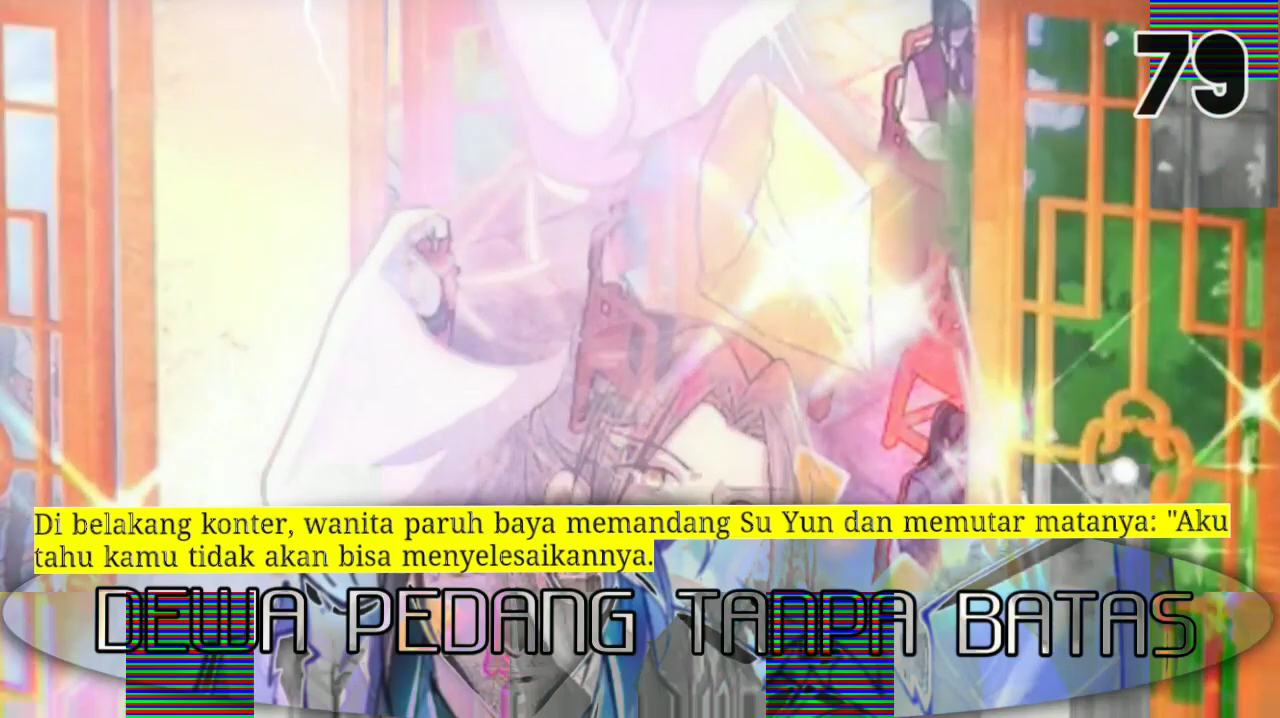 79
Di belakang konter, wanita paruh baya memandang Su Yun dan memutar matanya: "Aku
tahu kamu tidak akan bisa menyelesaikannya.
DEWA PEDANG TANPA BATAS